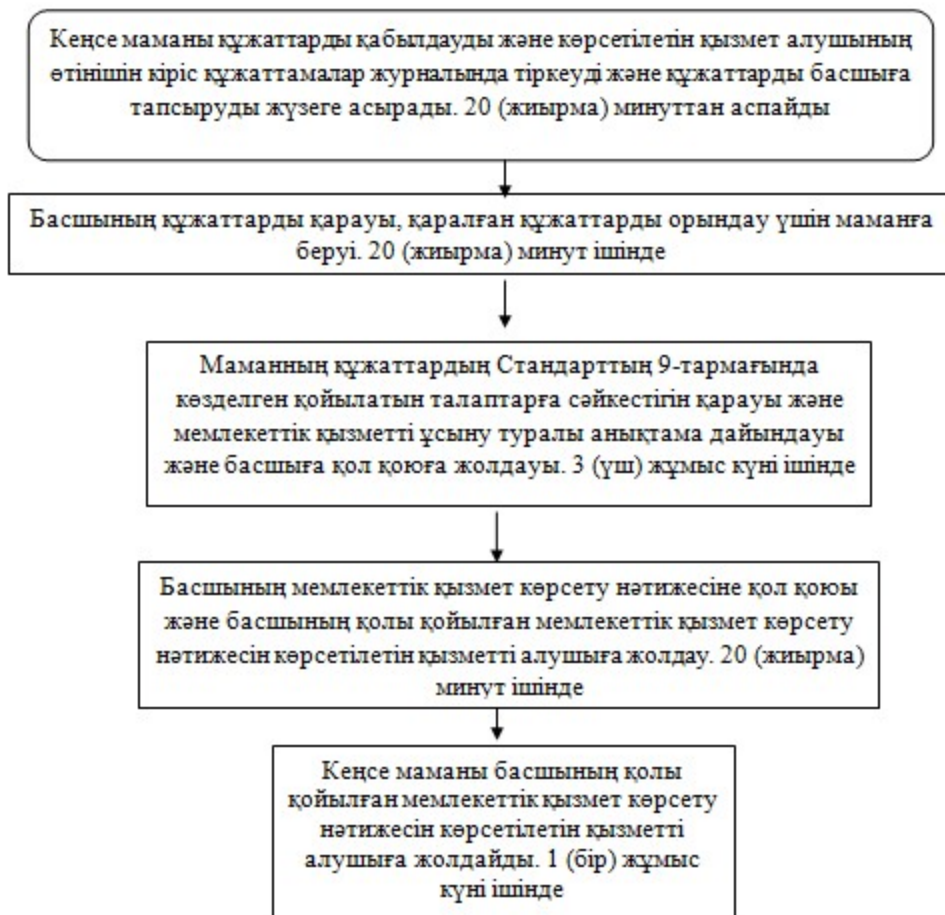 Кеңсе маманы құжаттарды қабылдауды және көрсетілетін қызмет алушының
өтінішін кіріс құжаттамалар журналында тіркеуді және құжаттарды басшыға
тапсыруды жүзеге асырады. 20 (жиырма) минуттан аспайды
Басшының құжаттарды қарауы, қаралған құжаттарды орындау үшін маманға
беруі. 20 (жиырма) минут ішінде
Маманның құжаттардың Стандарттың 9-тармағында
көзделген қойылатын талаптарға сәйкестігін қарауы және
мемлекеттік қызметті ұсыну туралы анықтама дайындауы
және басшыға қол қоюға жолдауы. 3 (үш) жұмыс күні ішінде
Басшының мемлекеттік қызмет көрсету нәтижесіне қол қоюы
және басшының қолы қойылған мемлекеттік қызмет көрсету
нәтижесін көрсетілетін қызметті алушыға жолдау. 20 (жиырма)
минут ішінде
Кеңсе маманы басшының қолы
қойылған мемлекеттік қызмет көрсету
нәтижесін көрсетілетін қызметті
алушыға жолдайды. 1 (бір) жұмыс
күні ішінде